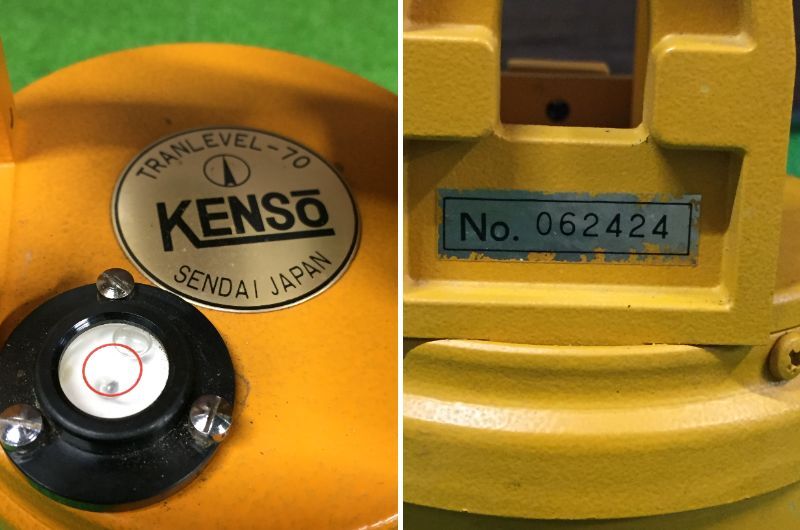 TRANLEVEL-70
KENSō
SENDAI JAPAN
No. 062424